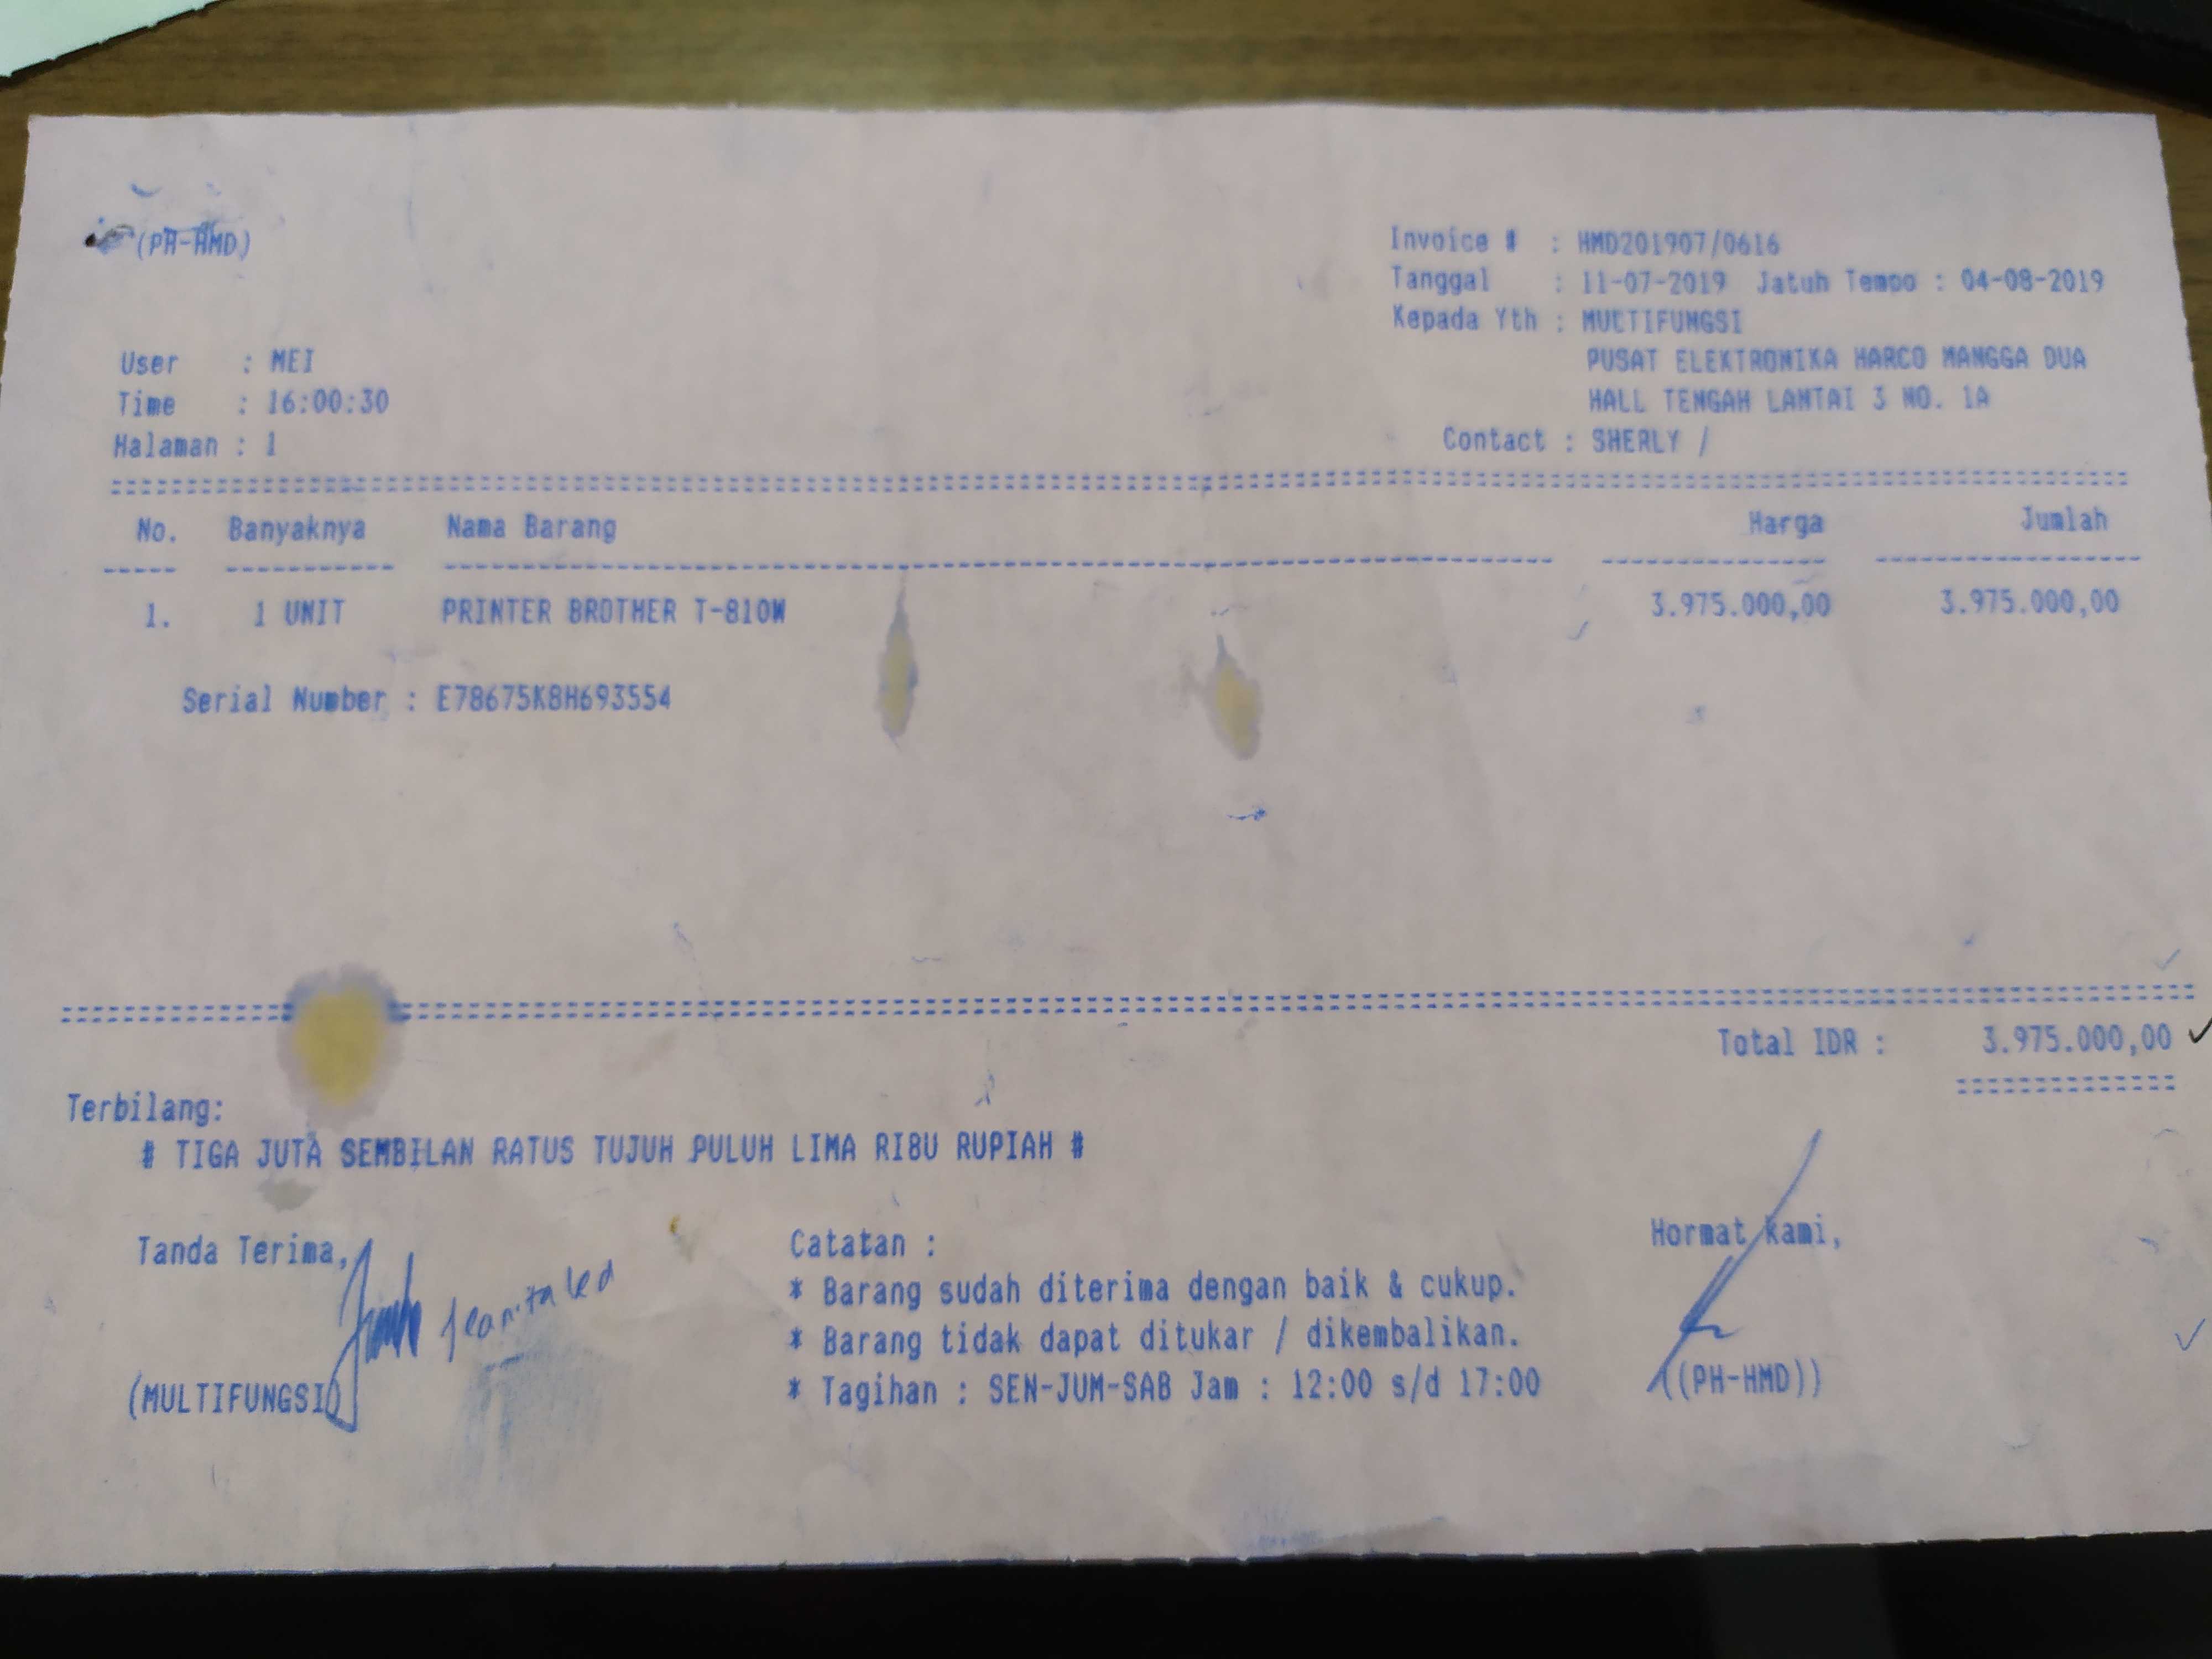 (PH-HMD)
Invoice # : HMD201907/0616
Tanggal : 11-07-2019 Jatuh Tempo : 04-08-2019
Kepada Yth : MULTIFUNGSI
PUSAT ELEKTRONIKA HARCO MANGGA DUA
HALL TENGAH LANTAI 3 NO. 1A
Contact : SHERLY /
User : MEI
Time : 16:00:30
Halaman : 1
No. Banyaknya Nama Barang Harga Jumlah
1. 1 UNIT PRINTER BROTHER T-810W 3.975.000,00 3.975.000,00
Serial Number : E78675K8H693554
Total IDR : 3.975.000,00
Terbilang:
# TIGA JUTA SEMBILAN RATUS TUJUH PULUH LIMA RIBU RUPIAH #
Tanda Terima,
(MULTIFUNGSI)
Catatan :
* Barang sudah diterima dengan baik & cukup.
* Barang tidak dapat ditukar / dikembalikan.
* Tagihan : SEN-JUM-SAB Jam : 12:00 s/d 17:00
Hormat kami,
((PH-HMD))